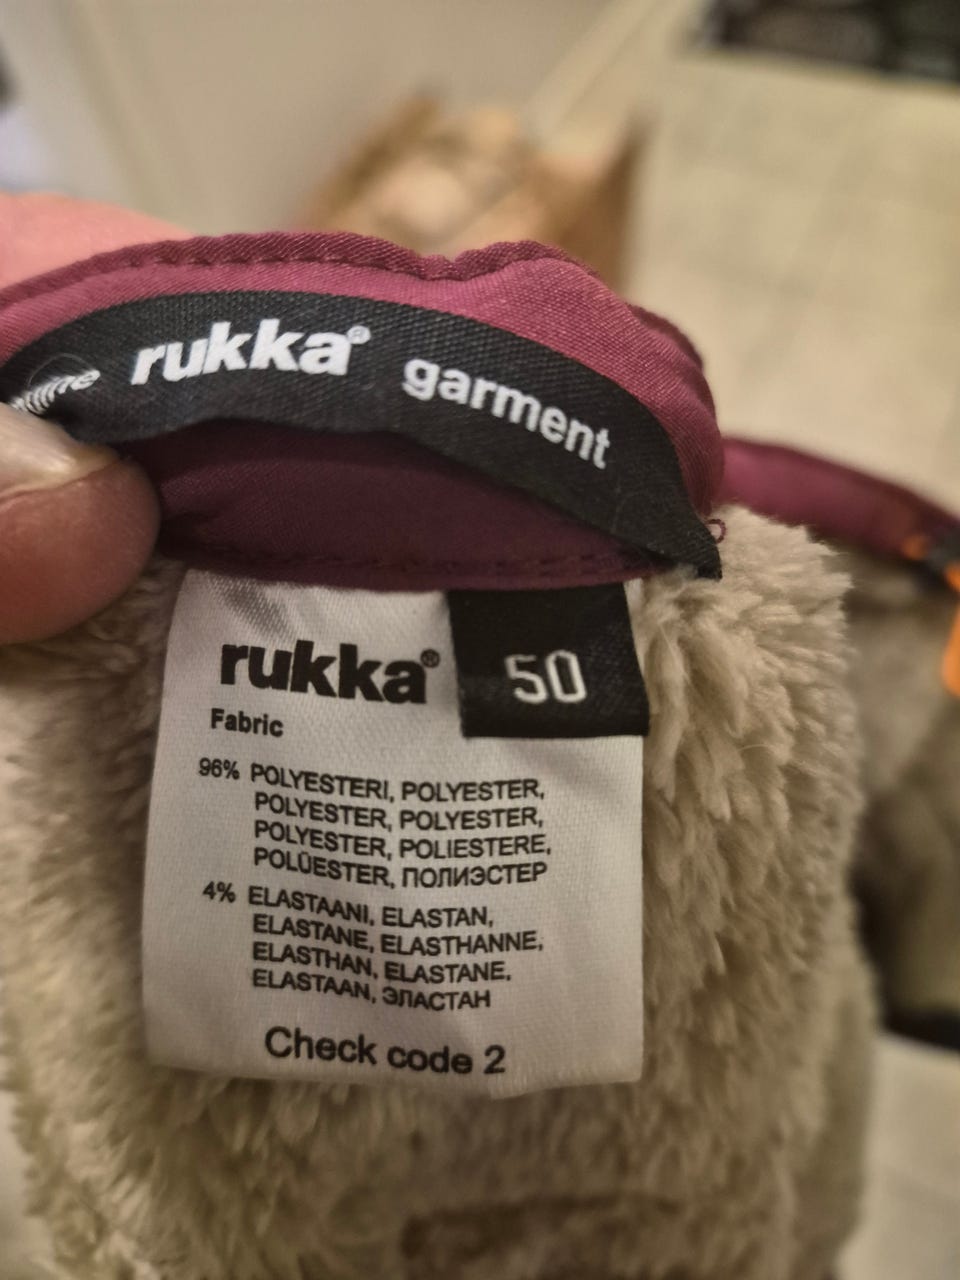 rukka® garment
rukka®
50
Fabric
96% POLYESTERI, POLYESTER,
POLYESTER, POLYESTER,
POLYESTER, POLIESTERE,
POLÜESTER, ПОЛИЭСТЕР
4% ELASTAANI, ELASTAN,
ELASTANE, ELASTHANNE,
ELASTHAN, ELASTANE,
ELASTAAN, ЭЛАСТАН
Check code 2